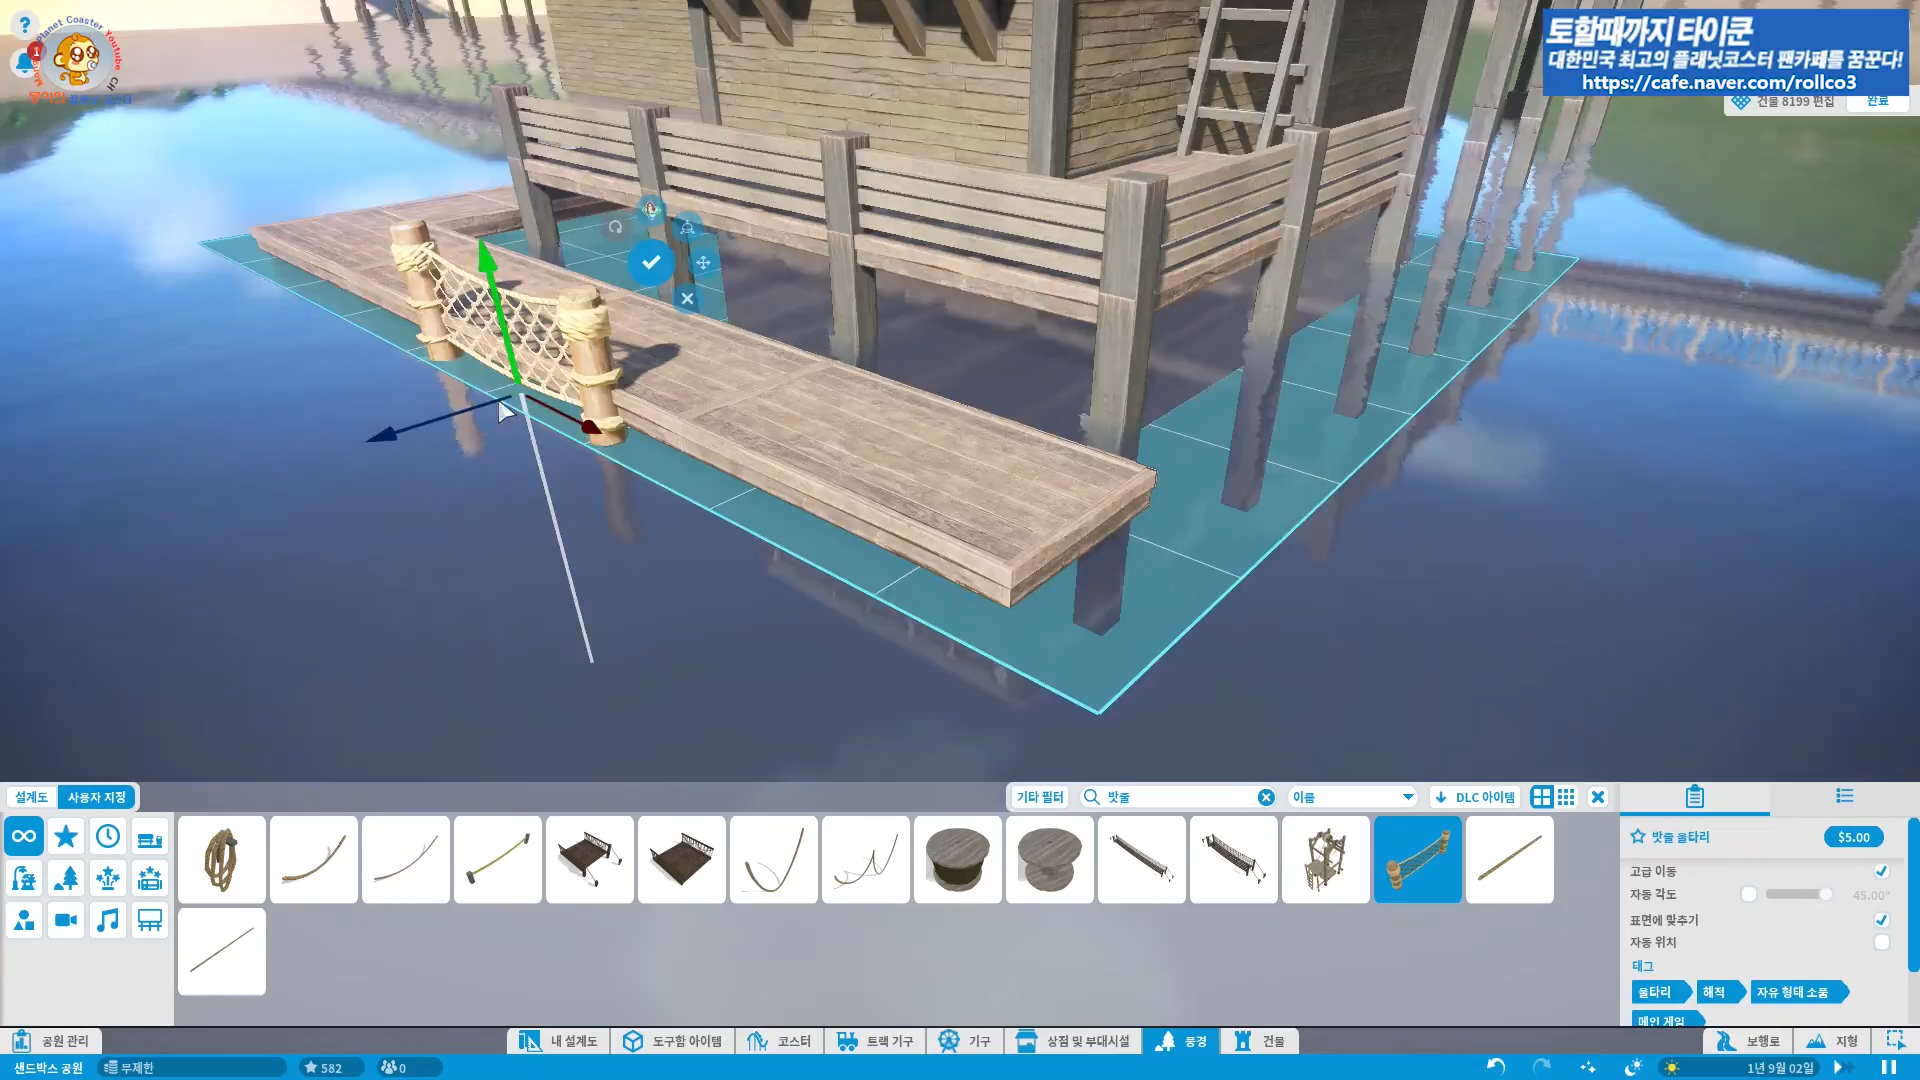 ?
1
Planet Coaster Youtube CH
토할때까지 타이쿤
대한민국 최고의 플래닛코스터 팬카페를 꿈꾼다!
https://cafe.naver.com/rollco3
건물 8199 편집
완료
설계도
사용자 지정
기타 필터
밧줄
이름
DLC 아이템
밧줄 울타리
$5.00
고급 이동
자동 각도
45.00°
표면에 맞추기
자동 위치
태그
울타리
해적
자유 형태 소품
메인 게임
공원 관리
내 설계도
도구함 아이템
코스터
트랙 기구
기구
상점 및 부대시설
풍경
건물
보행로
지형
샌드박스 공원
무제한
582
0
1년 9월 02일